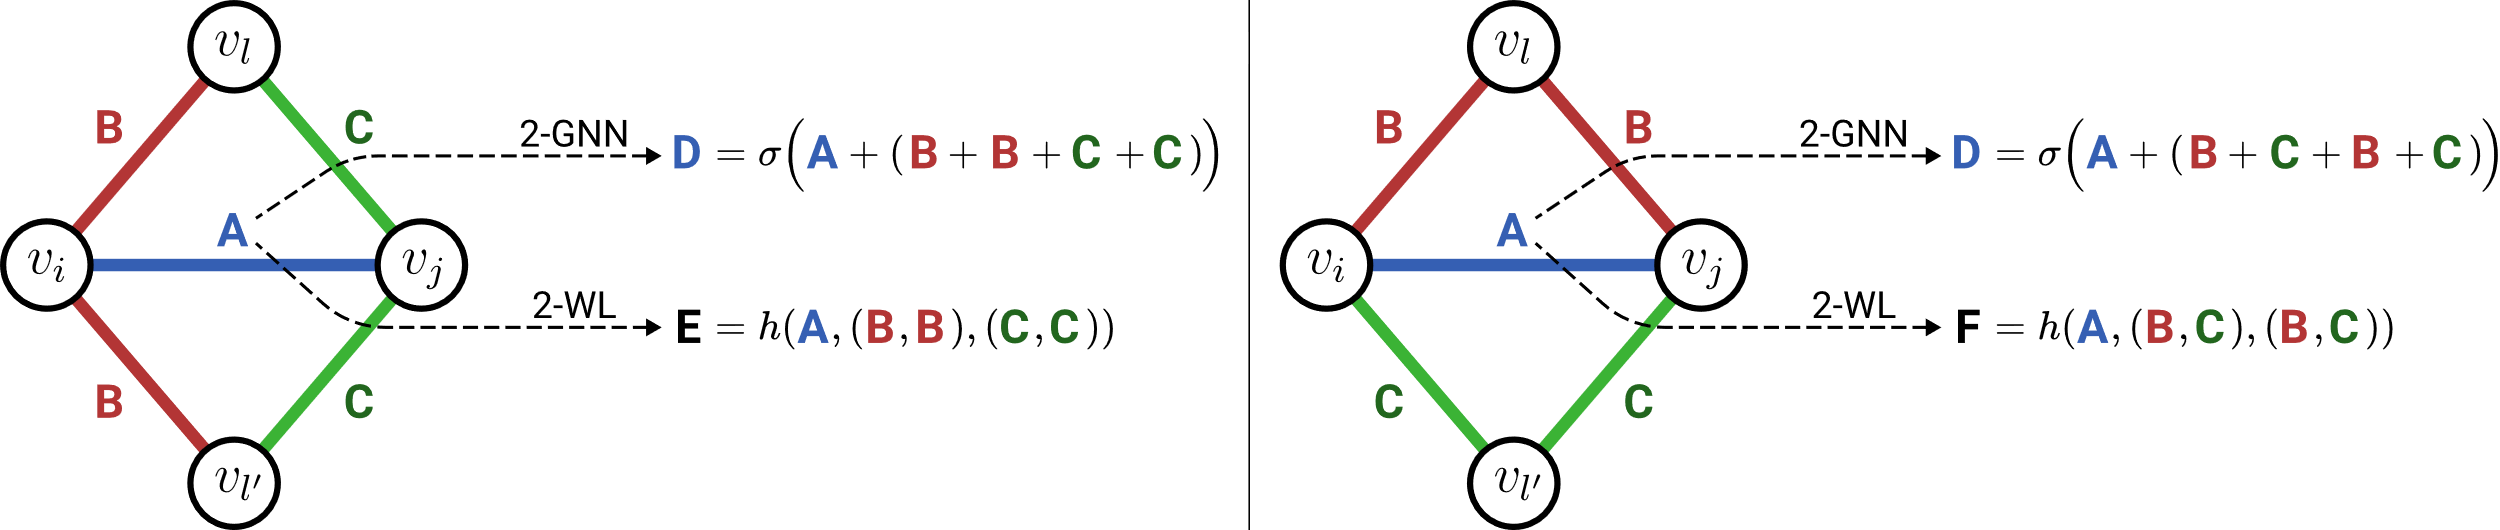 v_l
B C
2-GNN
D = σ(A + (B + B + C + C))
A
v_i v_j
2-WL
E = h(A, (B, B), (C, C))
B C
v_l'
v_l
B B
2-GNN
D = σ(A + (B + C + B + C))
A
v_i v_j
2-WL
F = h(A, (B, C), (B, C))
C C
v_l'